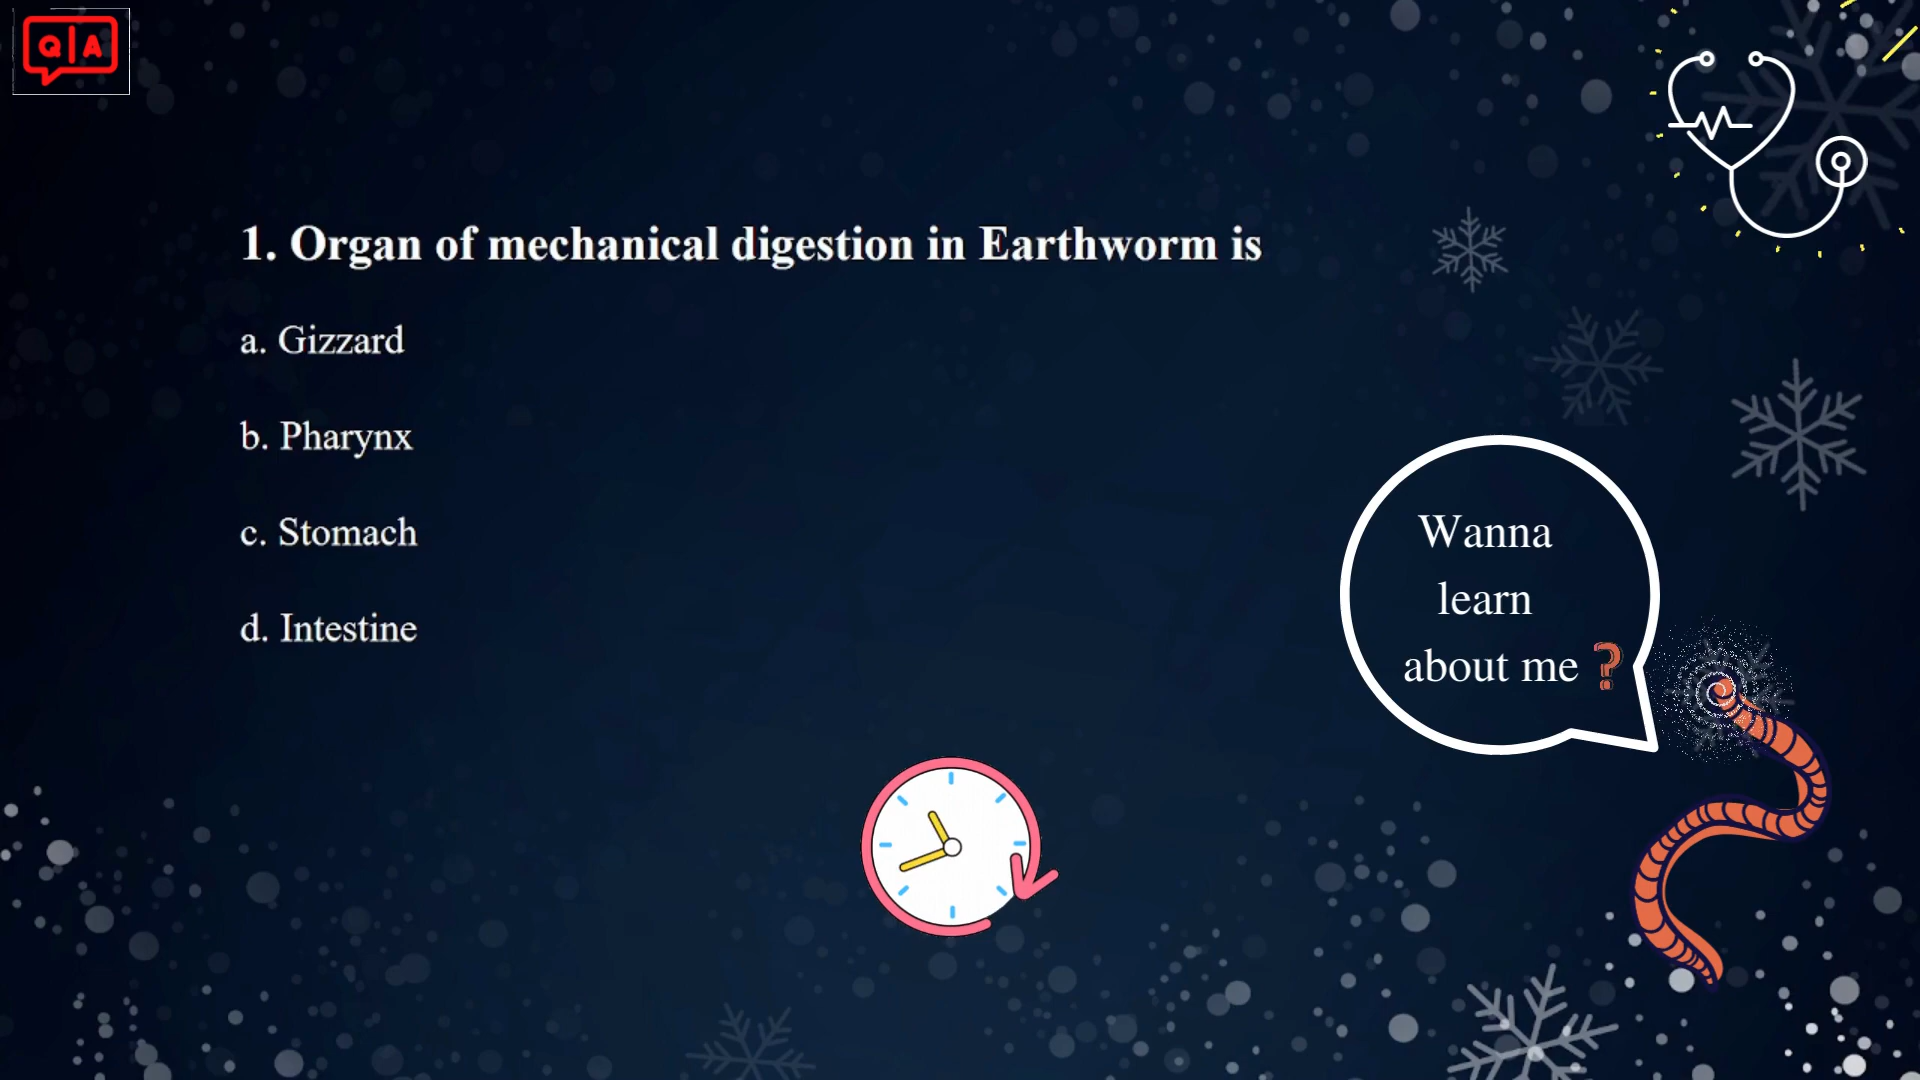 Q|A
1. Organ of mechanical digestion in Earthworm is
a. Gizzard
b. Pharynx
c. Stomach
d. Intestine
Wanna
learn
about me ?